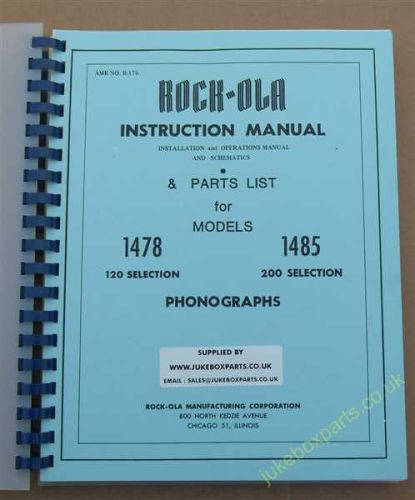 AMR NO. R-176
ROCK-OLA
INSTRUCTION MANUAL
INSTALLATION and OPERATIONS MANUAL
AND SCHEMATICS
& PARTS LIST
for
MODELS
1478 1485
120 SELECTION 200 SELECTION
PHONOGRAPHS
SUPPLIED BY
WWW.JUKEBOXPARTS.CO.UK
EMAIL : SALES@JUKEBOXPARTS.CO.UK
ROCK-OLA MANUFACTURING CORPORATION
800 NORTH KEDZIE AVENUE
CHICAGO 51, ILLINOIS
jukeboxparts.co.uk